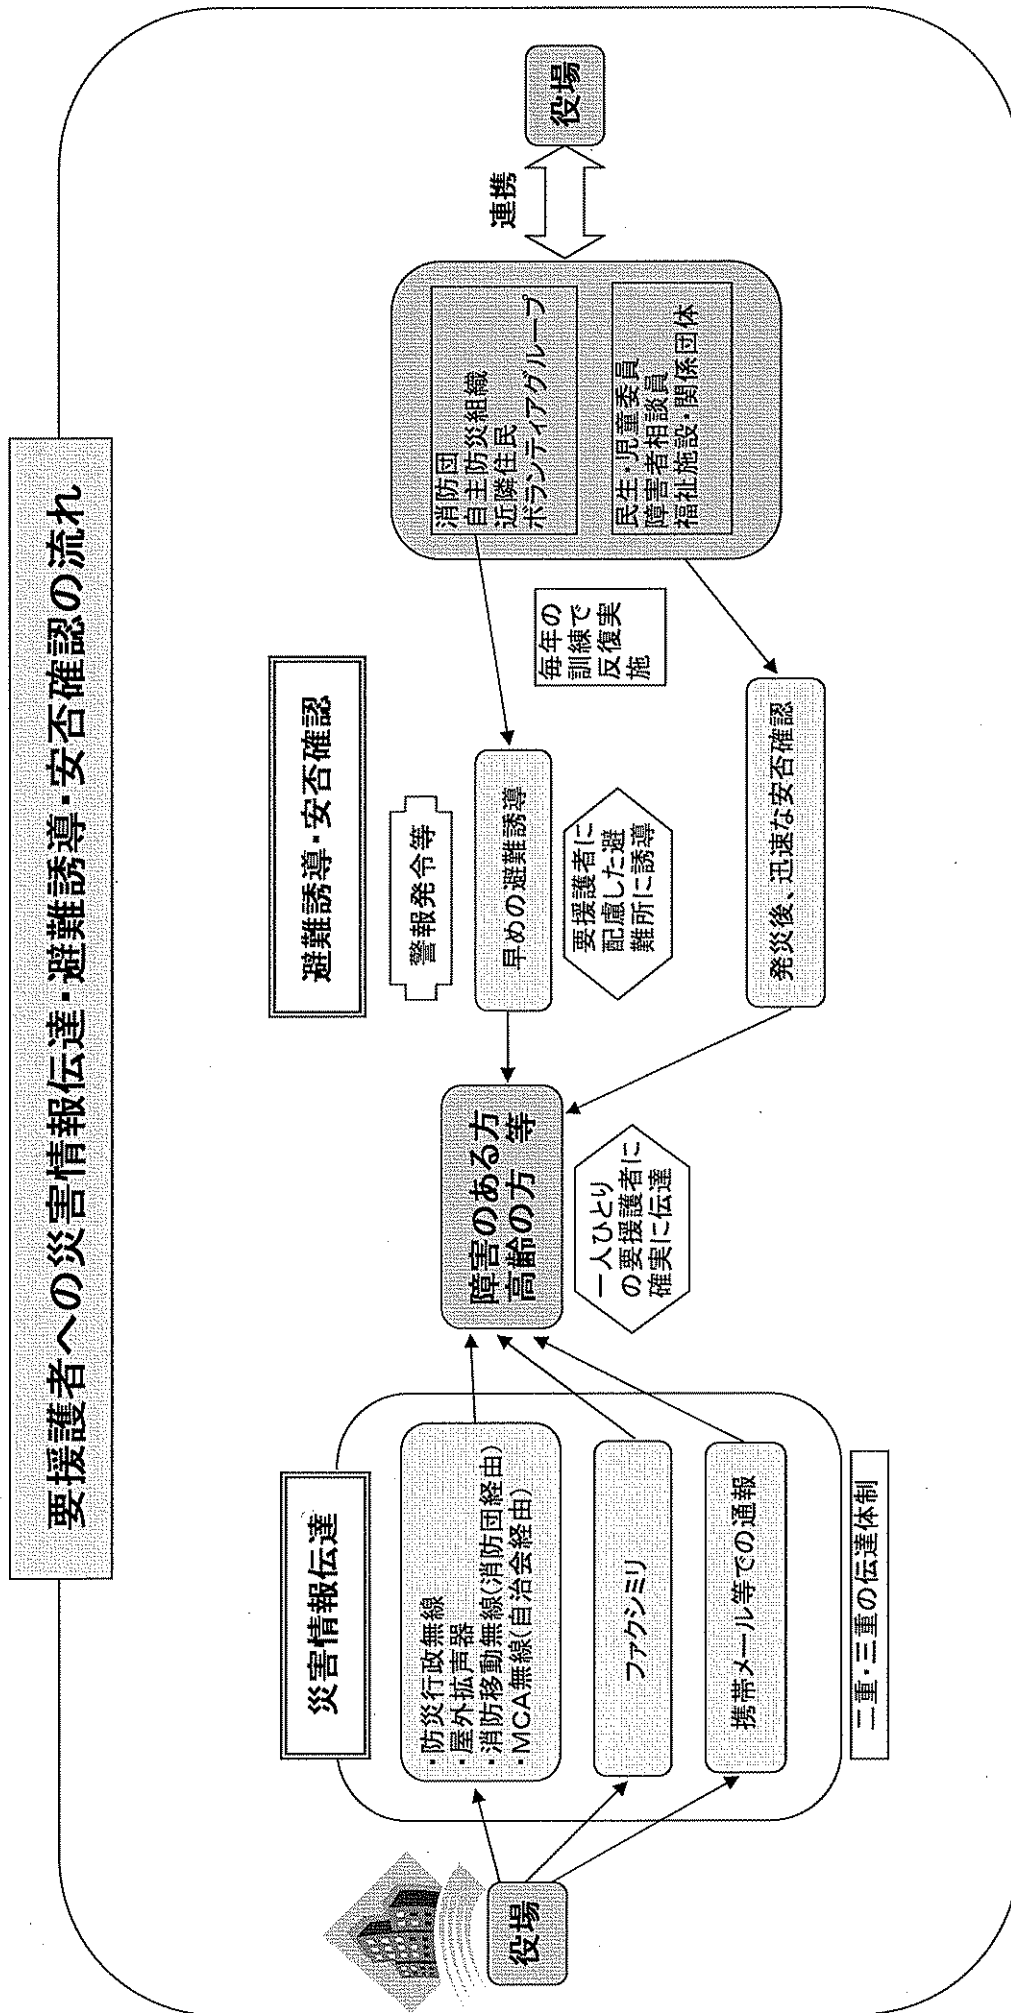 要援護者への災害情報伝達・避難誘導・安否確認の流れ
災害情報伝達
役場
・防災行政無線
・屋外拡声器
・消防移動無線(消防団経由)
・MCA無線(自治会経由)
ファクシミリ
携帯メール等での通報
二重・三重の伝達体制
障害のある方
高齢の方 等
一人ひとり
の要援護者に
確実に伝達
避難誘導・安否確認
警報発令等
早めの避難誘導
要援護者に
配慮した避
難所に誘導
発災後、迅速な安否確認
毎年の
訓練で
反復実
施
消防団
自主防災組織
近隣住民
ボランティアグループ
民生・児童委員
障害者相談員
福祉施設・関係団体
連携
役場